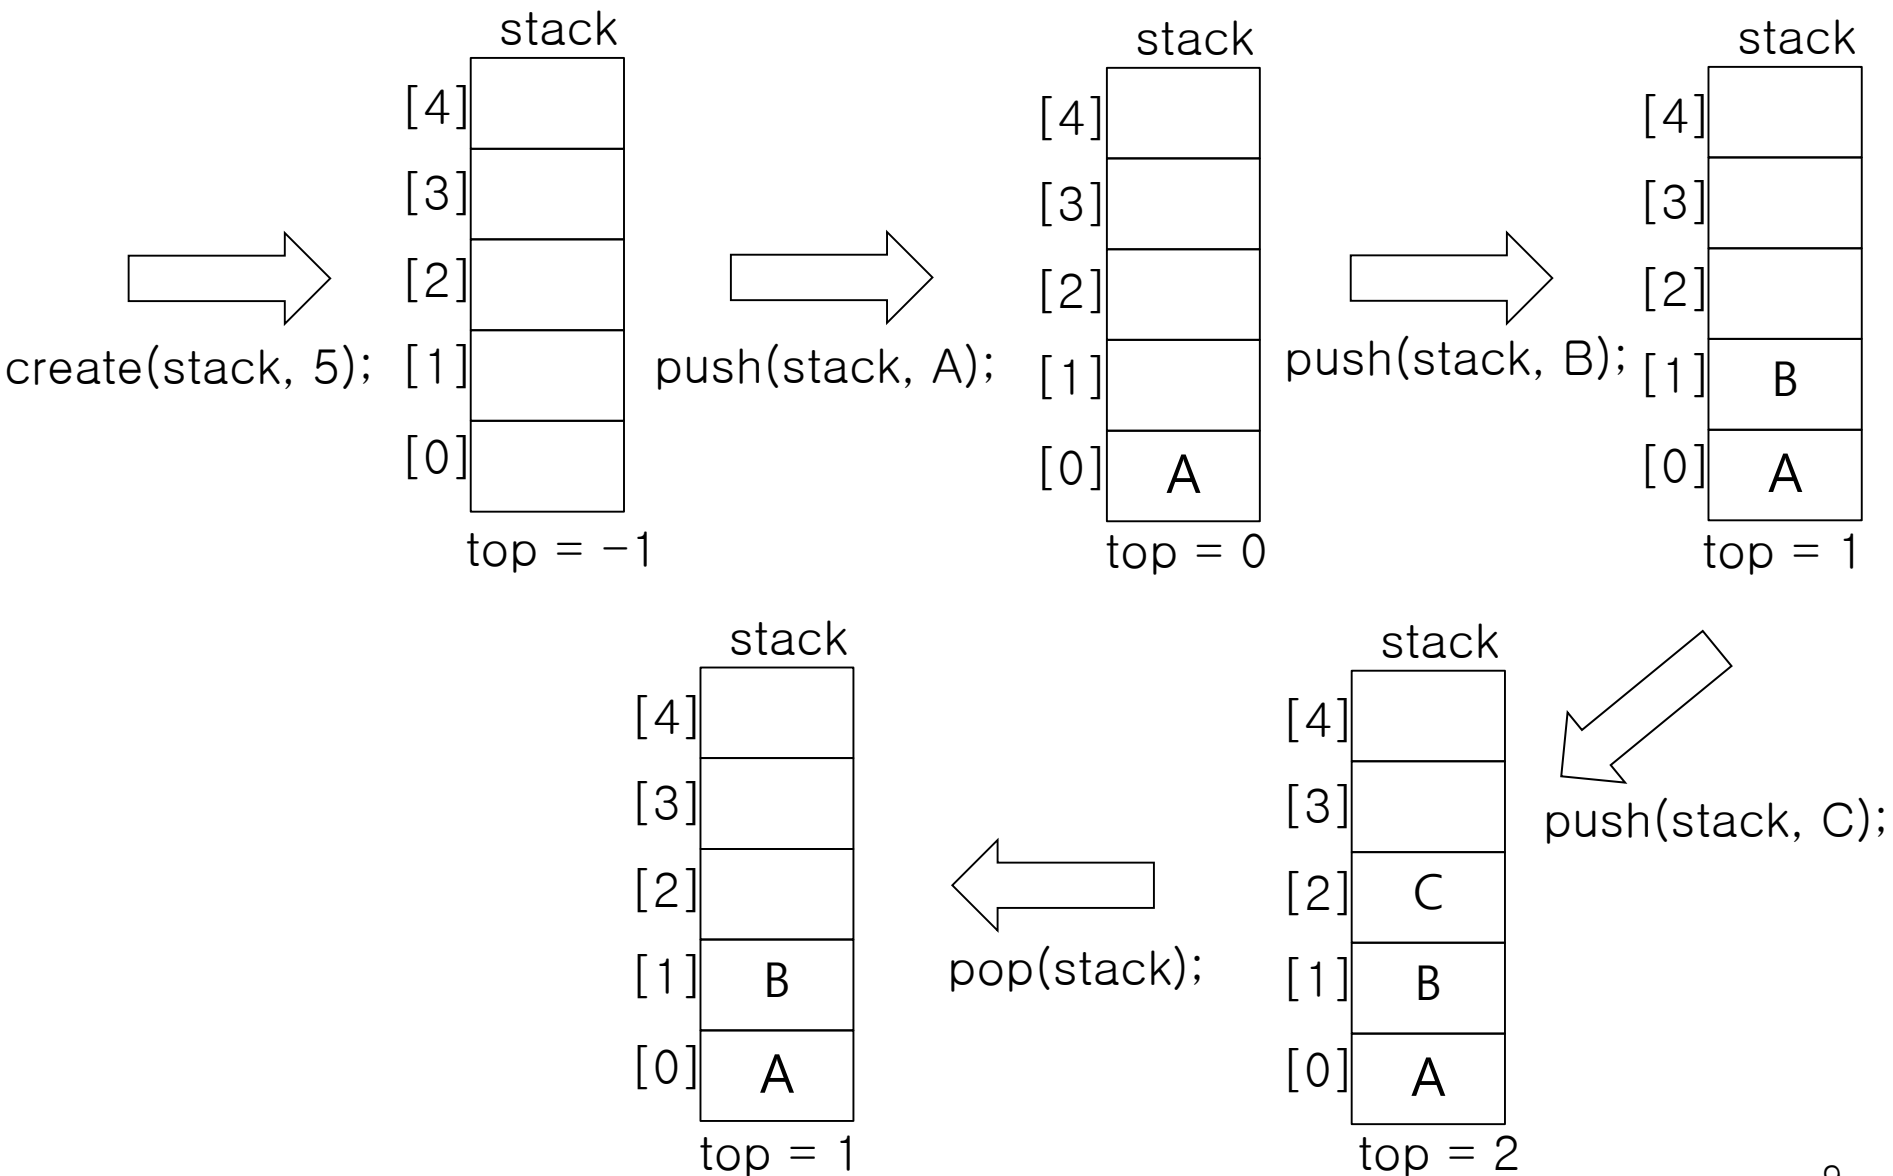 stack
[4]
[3]
[2]
[1]
[0]
top = -1
create(stack, 5);
push(stack, A);
stack
[4]
[3]
[2]
[1]
[0] A
top = 0
push(stack, B);
stack
[4]
[3]
[2]
[1] B
[0] A
top = 1
push(stack, C);
stack
[4]
[3]
[2] C
[1] B
[0] A
top = 2
pop(stack);
stack
[4]
[3]
[2]
[1] B
[0] A
top = 1